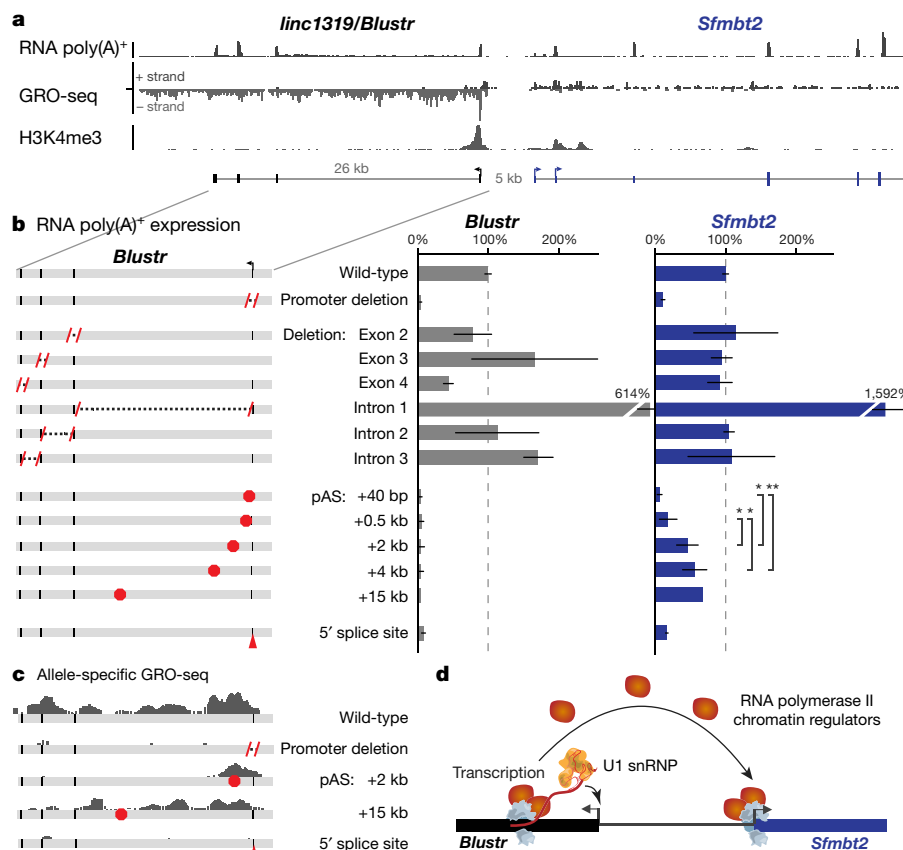 a
linc1319/Blustr Sfmbt2
RNA poly(A)+
+ strand
GRO-seq
– strand
H3K4me3
26 kb
5 kb
b RNA poly(A)+ expression
Blustr Blustr Sfmbt2
0% 100% 200% 0% 100% 200%
Wild-type
Promoter deletion
Deletion: Exon 2
Exon 3
Exon 4
Intron 1 614% 1,592%
Intron 2
Intron 3
pAS: +40 bp * **
+0.5 kb * *
+2 kb
+4 kb
+15 kb
5′ splice site
c Allele-specific GRO-seq
Wild-type
Promoter deletion
pAS: +2 kb
+15 kb
5′ splice site
d
RNA polymerase II
chromatin regulators
Transcription U1 snRNP
Blustr Sfmbt2